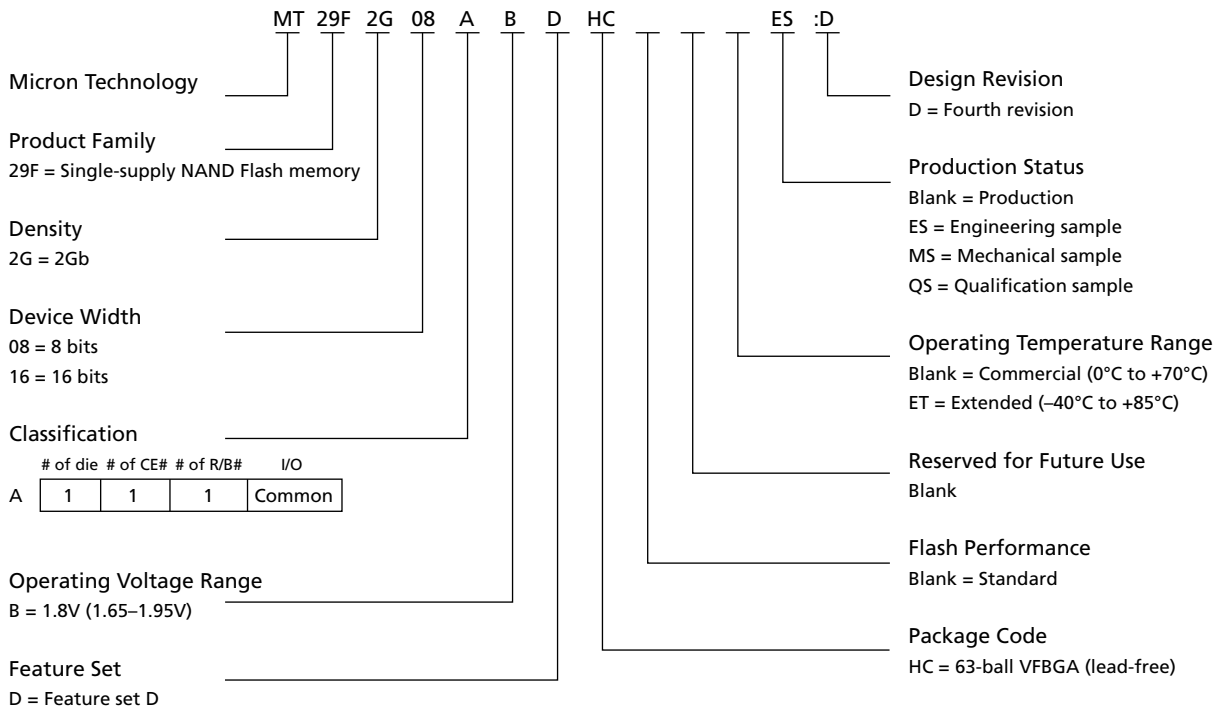 MT 29F 2G 08 A B D HC ES :D
Micron Technology
Product Family
29F = Single-supply NAND Flash memory
Density
2G = 2Gb
Device Width
08 = 8 bits
16 = 16 bits
Classification
# of die # of CE# # of R/B# I/O
A 1 1 1 Common
Operating Voltage Range
B = 1.8V (1.65–1.95V)
Feature Set
D = Feature set D
Design Revision
D = Fourth revision
Production Status
Blank = Production
ES = Engineering sample
MS = Mechanical sample
QS = Qualification sample
Operating Temperature Range
Blank = Commercial (0°C to +70°C)
ET = Extended (–40°C to +85°C)
Reserved for Future Use
Blank
Flash Performance
Blank = Standard
Package Code
HC = 63-ball VFBGA (lead-free)